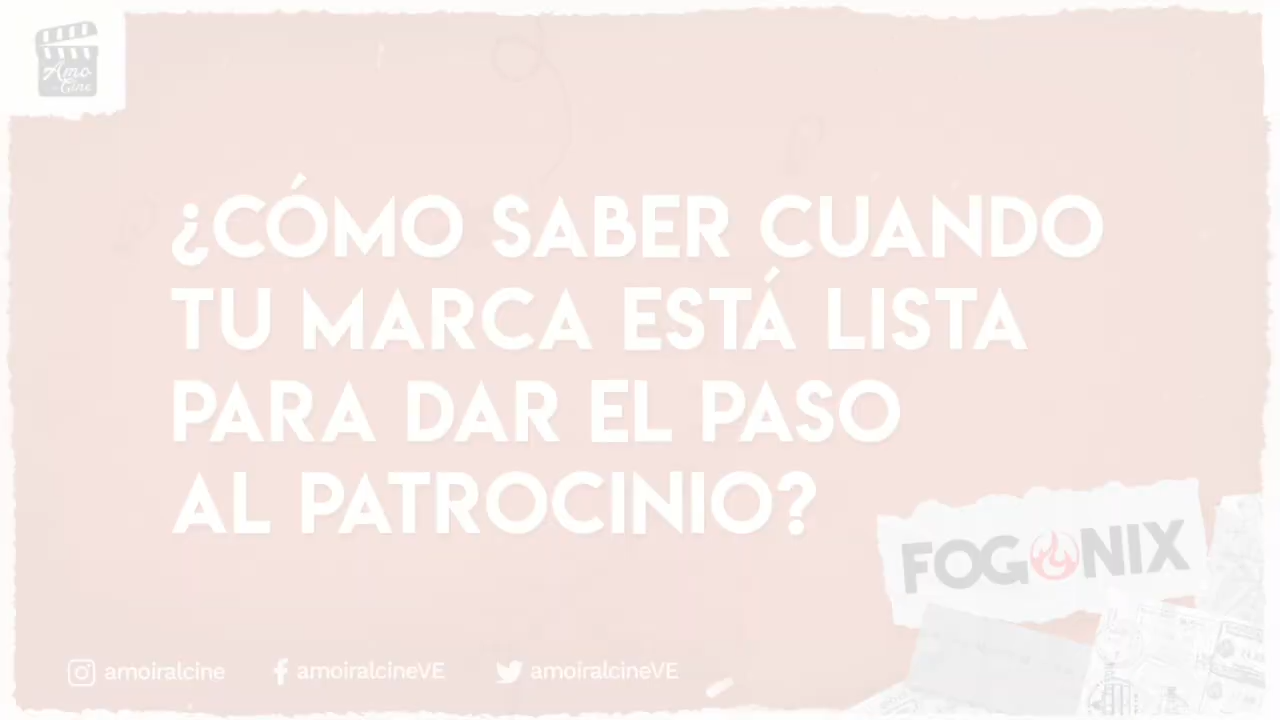 Amo
Cine
¿CÓMO SABER CUANDO
TU MARCA ESTÁ LISTA
PARA DAR EL PASO
AL PATROCINIO?
FOGONIX
amoiralcine
amoiralcineVE
amoiralcineVE